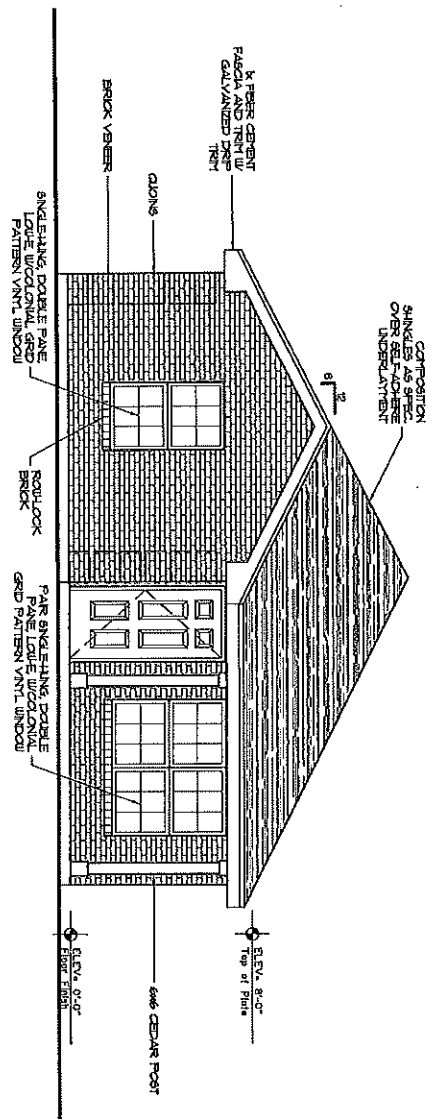 COMPOSITION
SHINGLES AS SPEC.
OVER SELF-ADHERE
UNDERLAYMENT
12
6
1x FIBER CEMENT
FASCIA AND TRIM W/
GALVANIZED DRIP
TRIM
QUOINS
BRICK VENEER
SINGLE-HUNG, DOUBLE PANE
LOW-E, W/COLONIAL GRID
PATTERN VINYL WINDOW
ROWLOCK
BRICK
PAIR SINGLE-HUNG, DOUBLE
PANE, LOW-E W/COLONIAL
GRID PATTERN VINYL WINDOW
ELEV= 8'-0"
Top of Plate
ELEV= 0'-0"
Floor Finish
6x6 CEDAR POST